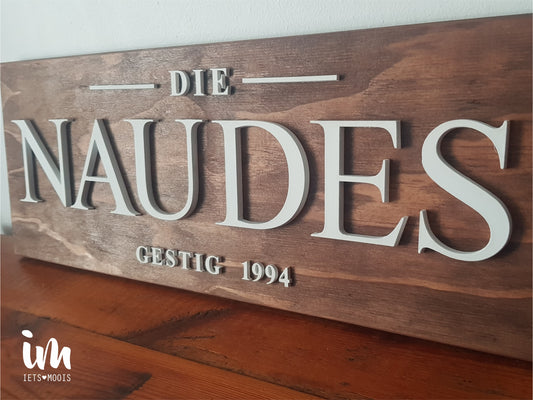 DIE
NAUDES
GESTIG 1994
im
IETS♥MOOIS